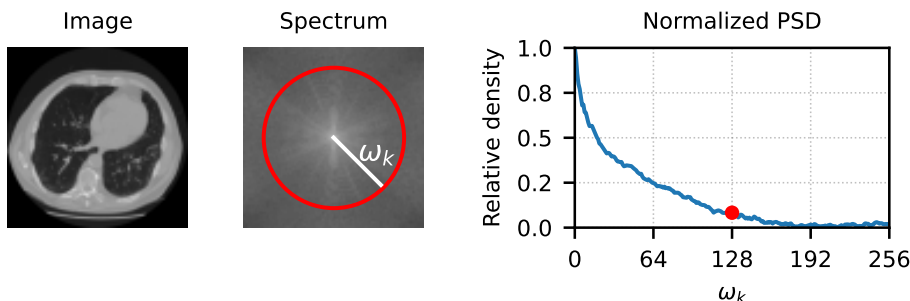 Image
Spectrum
Normalized PSD
ωk
Relative density
1.0
0.8
0.5
0.2
0.0
0 64 128 192 256
ωk